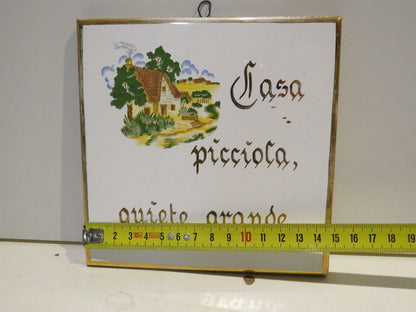 Casa
picciola,
quiete grande
1 2 3 4 5 6 7 8 9 10 11 12 13 14 15 16 17 18 19